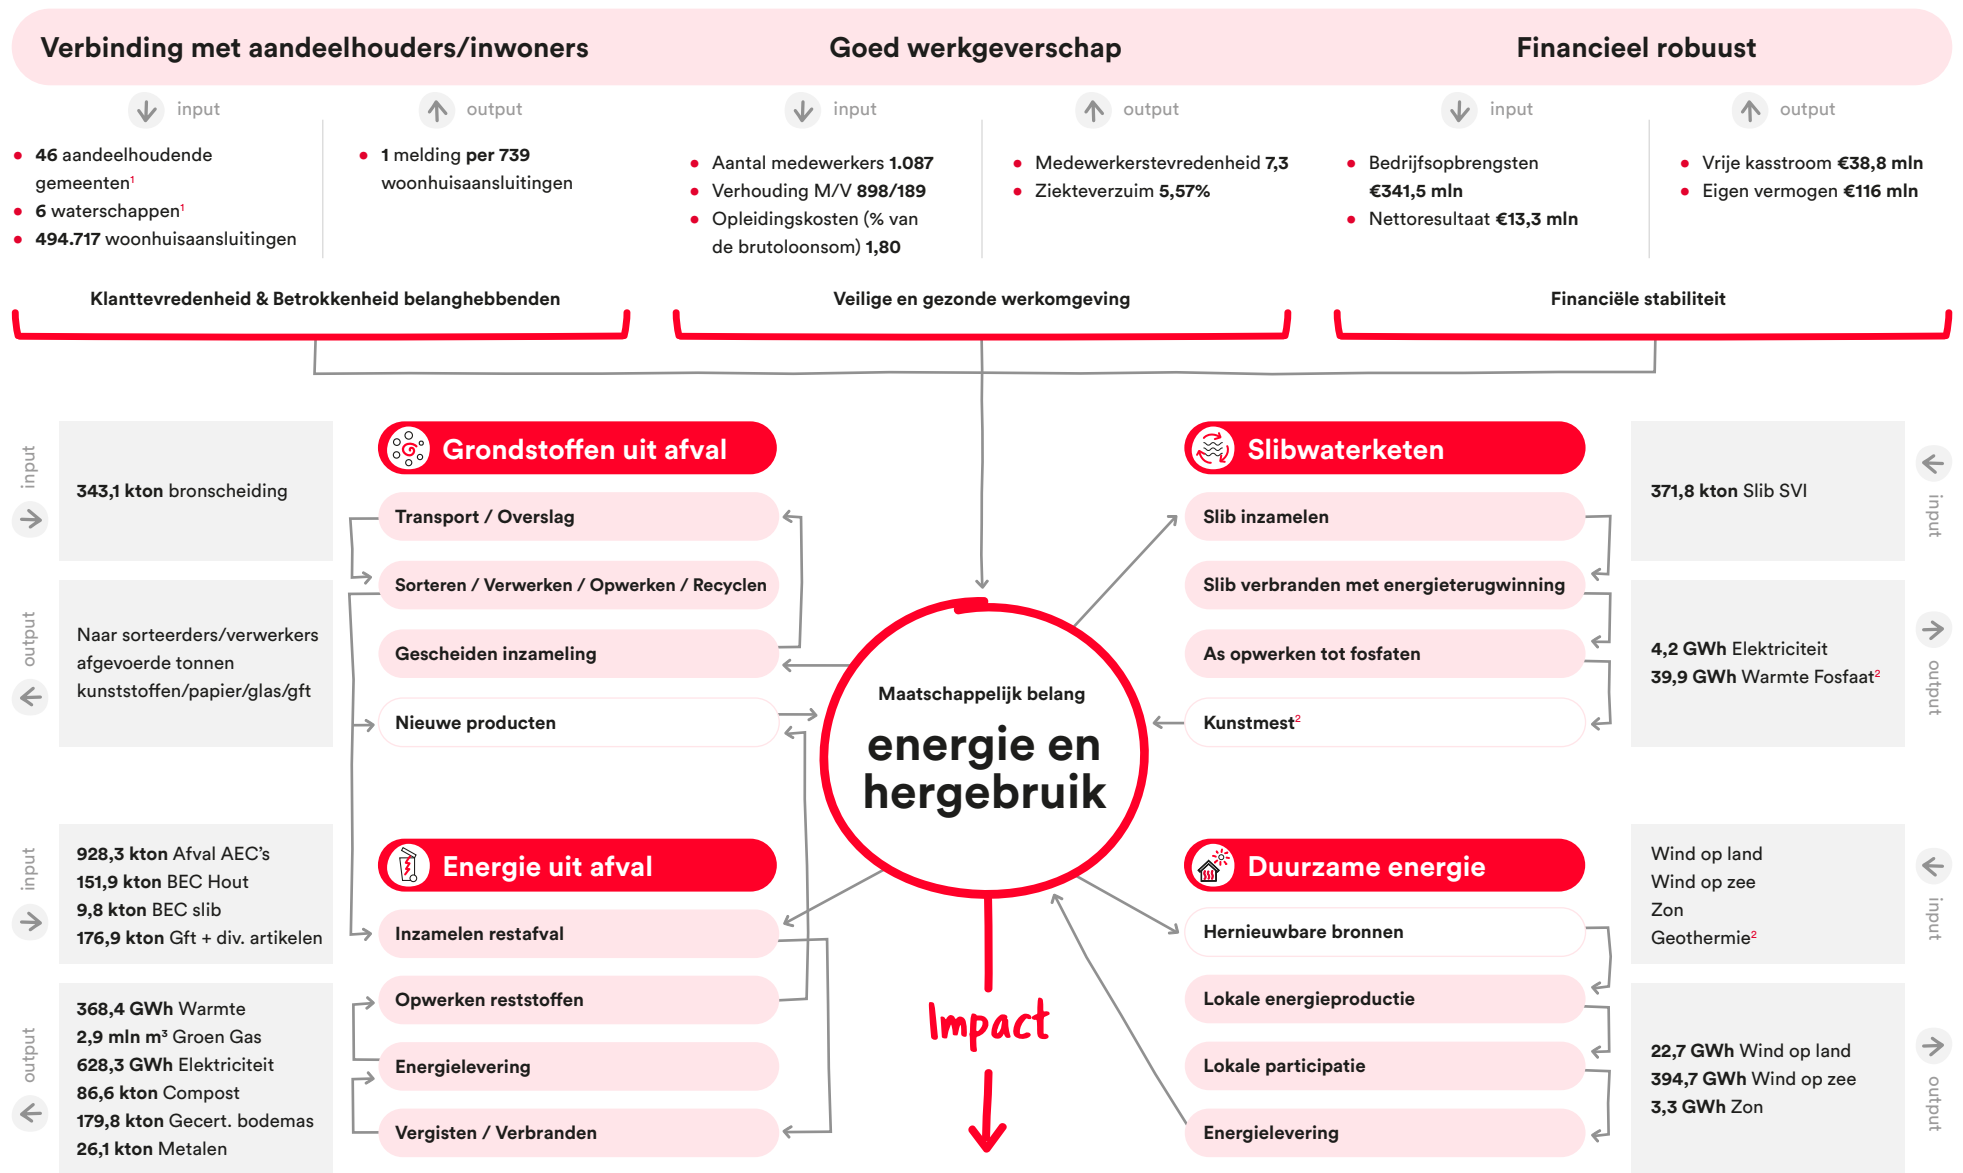 Verbinding met aandeelhouders/inwoners
Goed werkgeverschap
Financieel robuust
input
output
input
output
input
output
46 aandeelhoudende
gemeenten¹
6 waterschappen¹
494.717 woonhuisaansluitingen
1 melding per 739
woonhuisaansluitingen
Aantal medewerkers 1.087
Verhouding M/V 898/189
Opleidingskosten (% van
de brutoloonsom) 1,80
Medewerkerstevredenheid 7,3
Ziekteverzuim 5,57%
Bedrijfsopbrengsten
€341,5 mln
Nettoresultaat €13,3 mln
Vrije kasstroom €38,8 mln
Eigen vermogen €116 mln
Klanttevredenheid & Betrokkenheid belanghebbenden
Veilige en gezonde werkomgeving
Financiële stabiliteit
input
343,1 kton bronscheiding
output
Naar sorteerders/verwerkers
afgevoerde tonnen
kunststoffen/papier/glas/gft
Grondstoffen uit afval
Transport / Overslag
Sorteren / Verwerken / Opwerken / Recyclen
Gescheiden inzameling
Nieuwe producten
Maatschappelijk belang
energie en
hergebruik
Slibwaterketen
Slib inzamelen
Slib verbranden met energieterugwinning
As opwerken tot fosfaten
Kunstmest²
371,8 kton Slib SVI
input
4,2 GWh Elektriciteit
39,9 GWh Warmte Fosfaat²
output
input
928,3 kton Afval AEC's
151,9 kton BEC Hout
9,8 kton BEC slib
176,9 kton Gft + div. artikelen
output
368,4 GWh Warmte
2,9 mln m³ Groen Gas
628,3 GWh Elektriciteit
86,6 kton Compost
179,8 kton Gecert. bodemas
26,1 kton Metalen
Energie uit afval
Inzamelen restafval
Opwerken reststoffen
Energielevering
Vergisten / Verbranden
Impact
Duurzame energie
Hernieuwbare bronnen
Lokale energieproductie
Lokale participatie
Energielevering
Wind op land
Wind op zee
Zon
Geothermie²
input
22,7 GWh Wind op land
394,7 GWh Wind op zee
3,3 GWh Zon
output